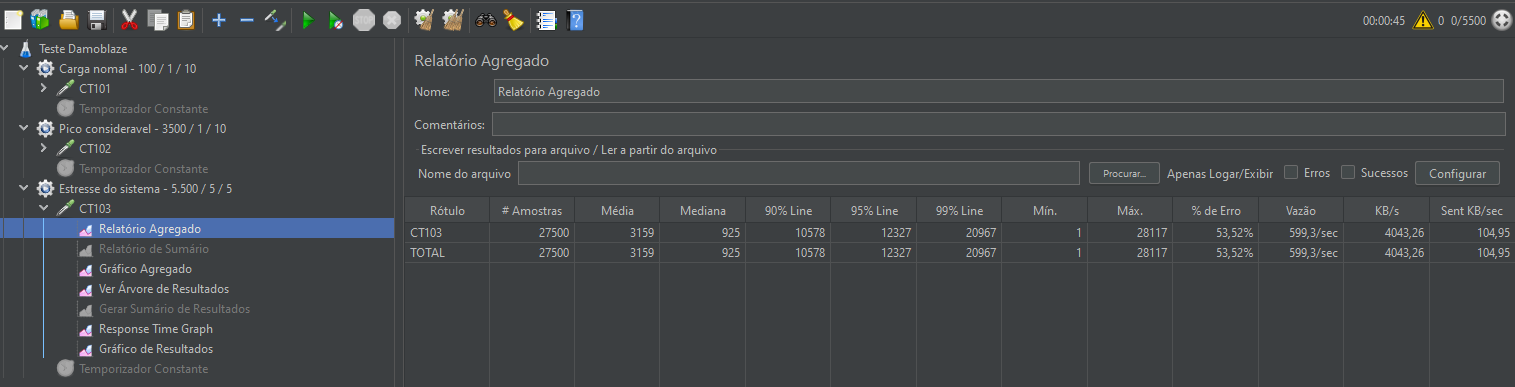 00:00:45 0 0/5500
Teste Damoblaze
Carga nomal - 100 / 1 / 10
CT101
Temporizador Constante
Pico consideravel - 3500 / 1 / 10
CT102
Temporizador Constante
Estresse do sistema - 5.500 / 5 / 5
CT103
Relatório Agregado
Relatório de Sumário
Gráfico Agregado
Ver Árvore de Resultados
Gerar Sumário de Resultados
Response Time Graph
Gráfico de Resultados
Temporizador Constante
Relatório Agregado
Nome: Relatório Agregado
Comentários:
Escrever resultados para arquivo / Ler a partir do arquivo
Nome do arquivo Procurar... Apenas Logar/Exibir Erros Sucessos Configurar
Rótulo # Amostras Média Mediana 90% Line 95% Line 99% Line Mín. Máx. % de Erro Vazão KB/s Sent KB/sec
CT103 27500 3159 925 10578 12327 20967 1 28117 53,52% 599,3/sec 4043,26 104,95
TOTAL 27500 3159 925 10578 12327 20967 1 28117 53,52% 599,3/sec 4043,26 104,95